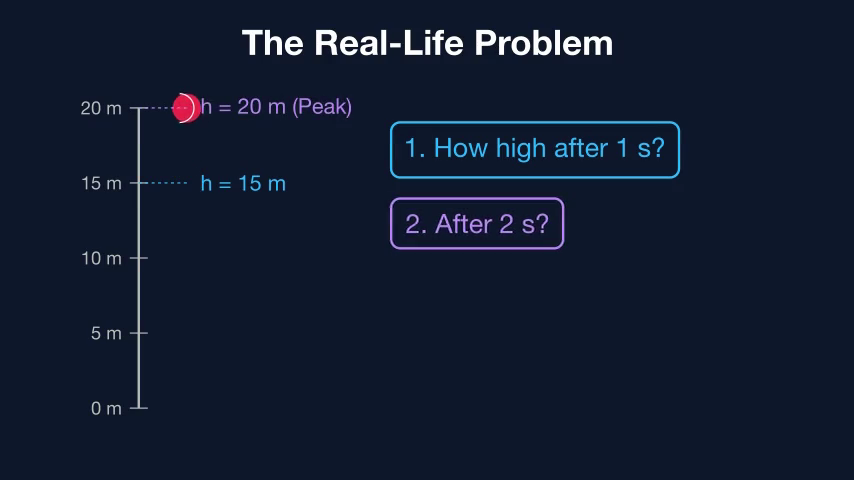 The Real-Life Problem
20 m
h = 20 m (Peak)
1. How high after 1 s?
15 m
h = 15 m
2. After 2 s?
10 m
5 m
0 m